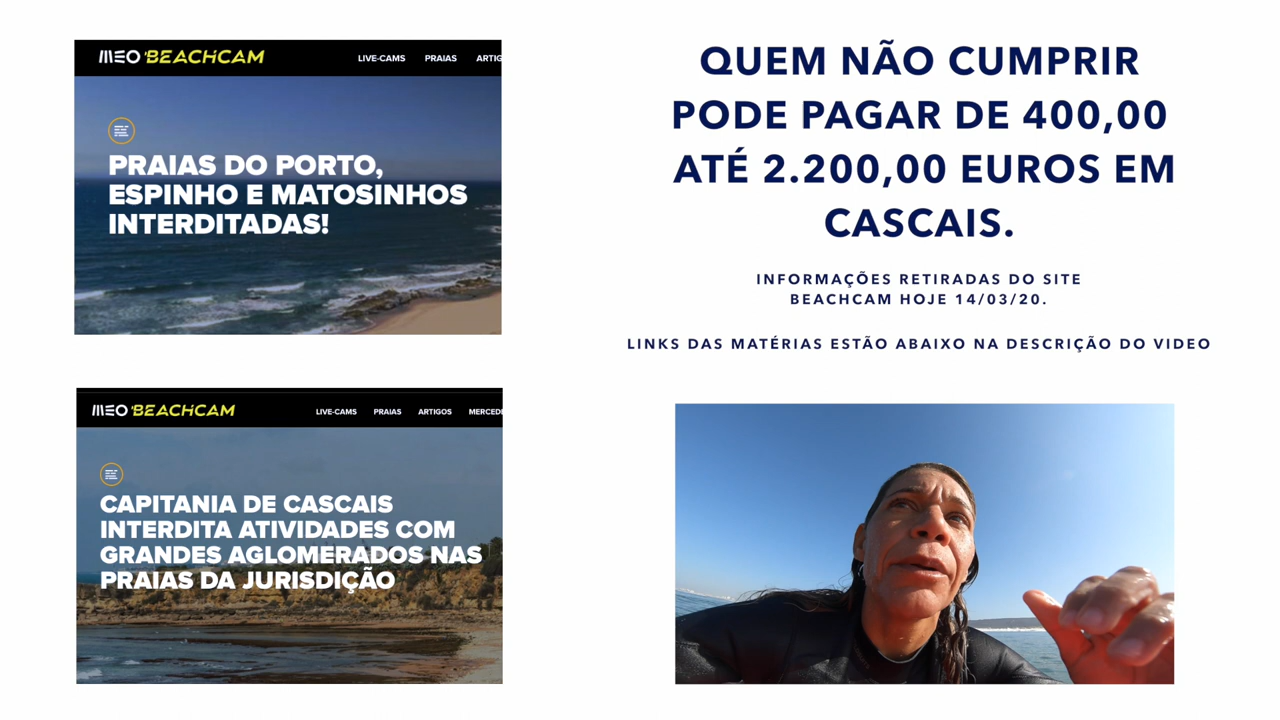 MEO BEACHCAM
LIVE-CAMS PRAIAS ARTIG
PRAIAS DO PORTO,
ESPINHO E MATOSINHOS
INTERDITADAS!
QUEM NÃO CUMPRIR
PODE PAGAR DE 400,00
ATÉ 2.200,00 EUROS EM
CASCAIS.
INFORMAÇÕES RETIRADAS DO SITE
BEACHCAM HOJE 14/03/20.
LINKS DAS MATÉRIAS ESTÃO ABAIXO NA DESCRIÇÃO DO VIDEO
MEO BEACHCAM
LIVE-CAMS PRAIAS ARTIGOS MERCEDE
CAPITANIA DE CASCAIS
INTERDITA ATIVIDADES COM
GRANDES AGLOMERADOS NAS
PRAIAS DA JURISDIÇÃO